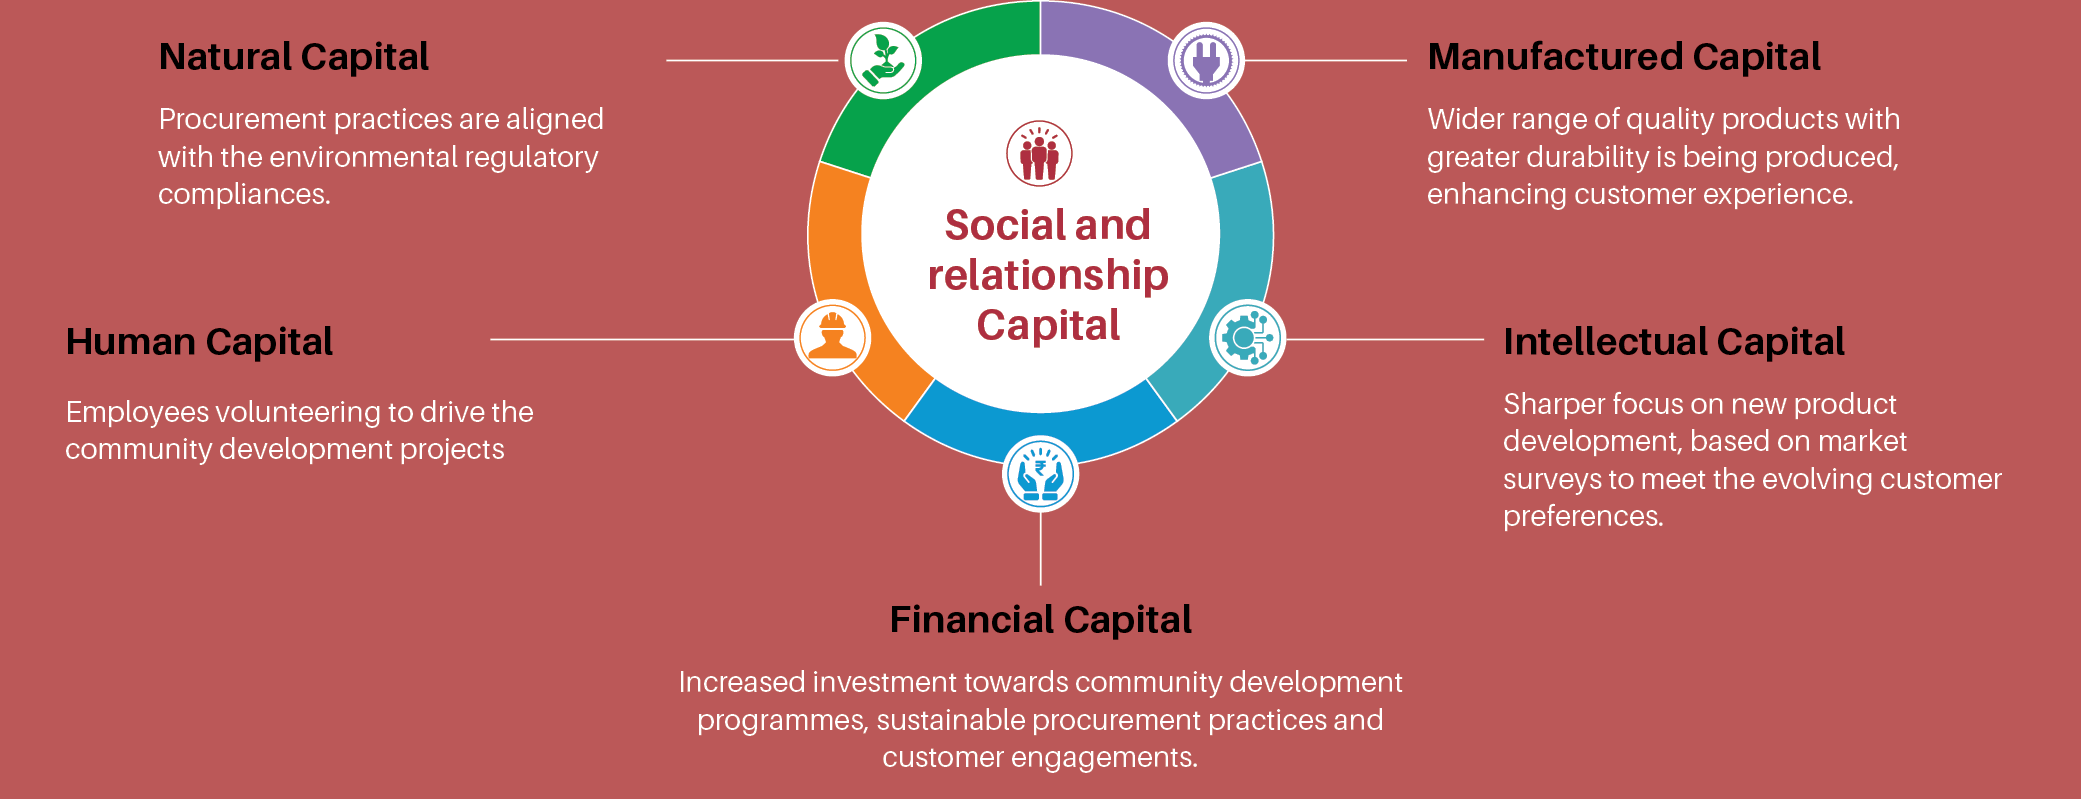 Natural Capital
Procurement practices are aligned
with the environmental regulatory
compliances.
Manufactured Capital
Wider range of quality products with
greater durability is being produced,
enhancing customer experience.
Social and
relationship
Capital
Human Capital
Employees volunteering to drive the
community development projects
Intellectual Capital
Sharper focus on new product
development, based on market
surveys to meet the evolving customer
preferences.
₹
Financial Capital
Increased investment towards community development
programmes, sustainable procurement practices and
customer engagements.